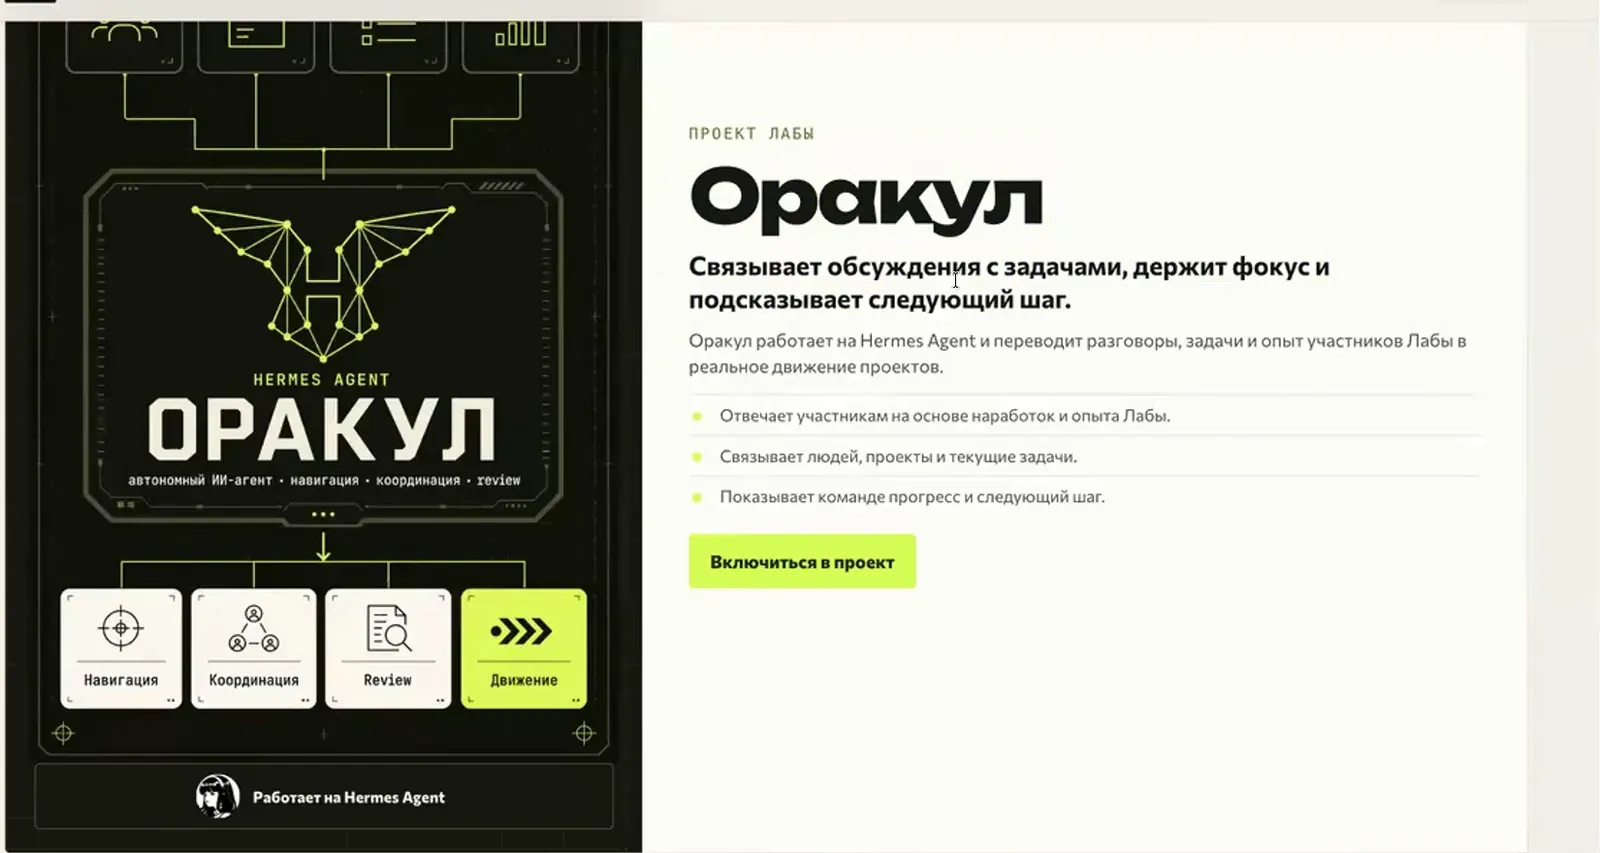 HERMES AGENT
ОРАКУЛ
автономный ИИ-агент • навигация • координация • review
Навигация
Координация
Review
Движение
Работает на Hermes Agent
ПРОЕКТ ЛАБЫ
Оракул
Связывает обсуждения с задачами, держит фокус и
подсказывает следующий шаг.
Оракул работает на Hermes Agent и переводит разговоры, задачи и опыт участников Лабы в
реальное движение проектов.
Отвечает участникам на основе наработок и опыта Лабы.
Связывает людей, проекты и текущие задачи.
Показывает команде прогресс и следующий шаг.
Включиться в проект